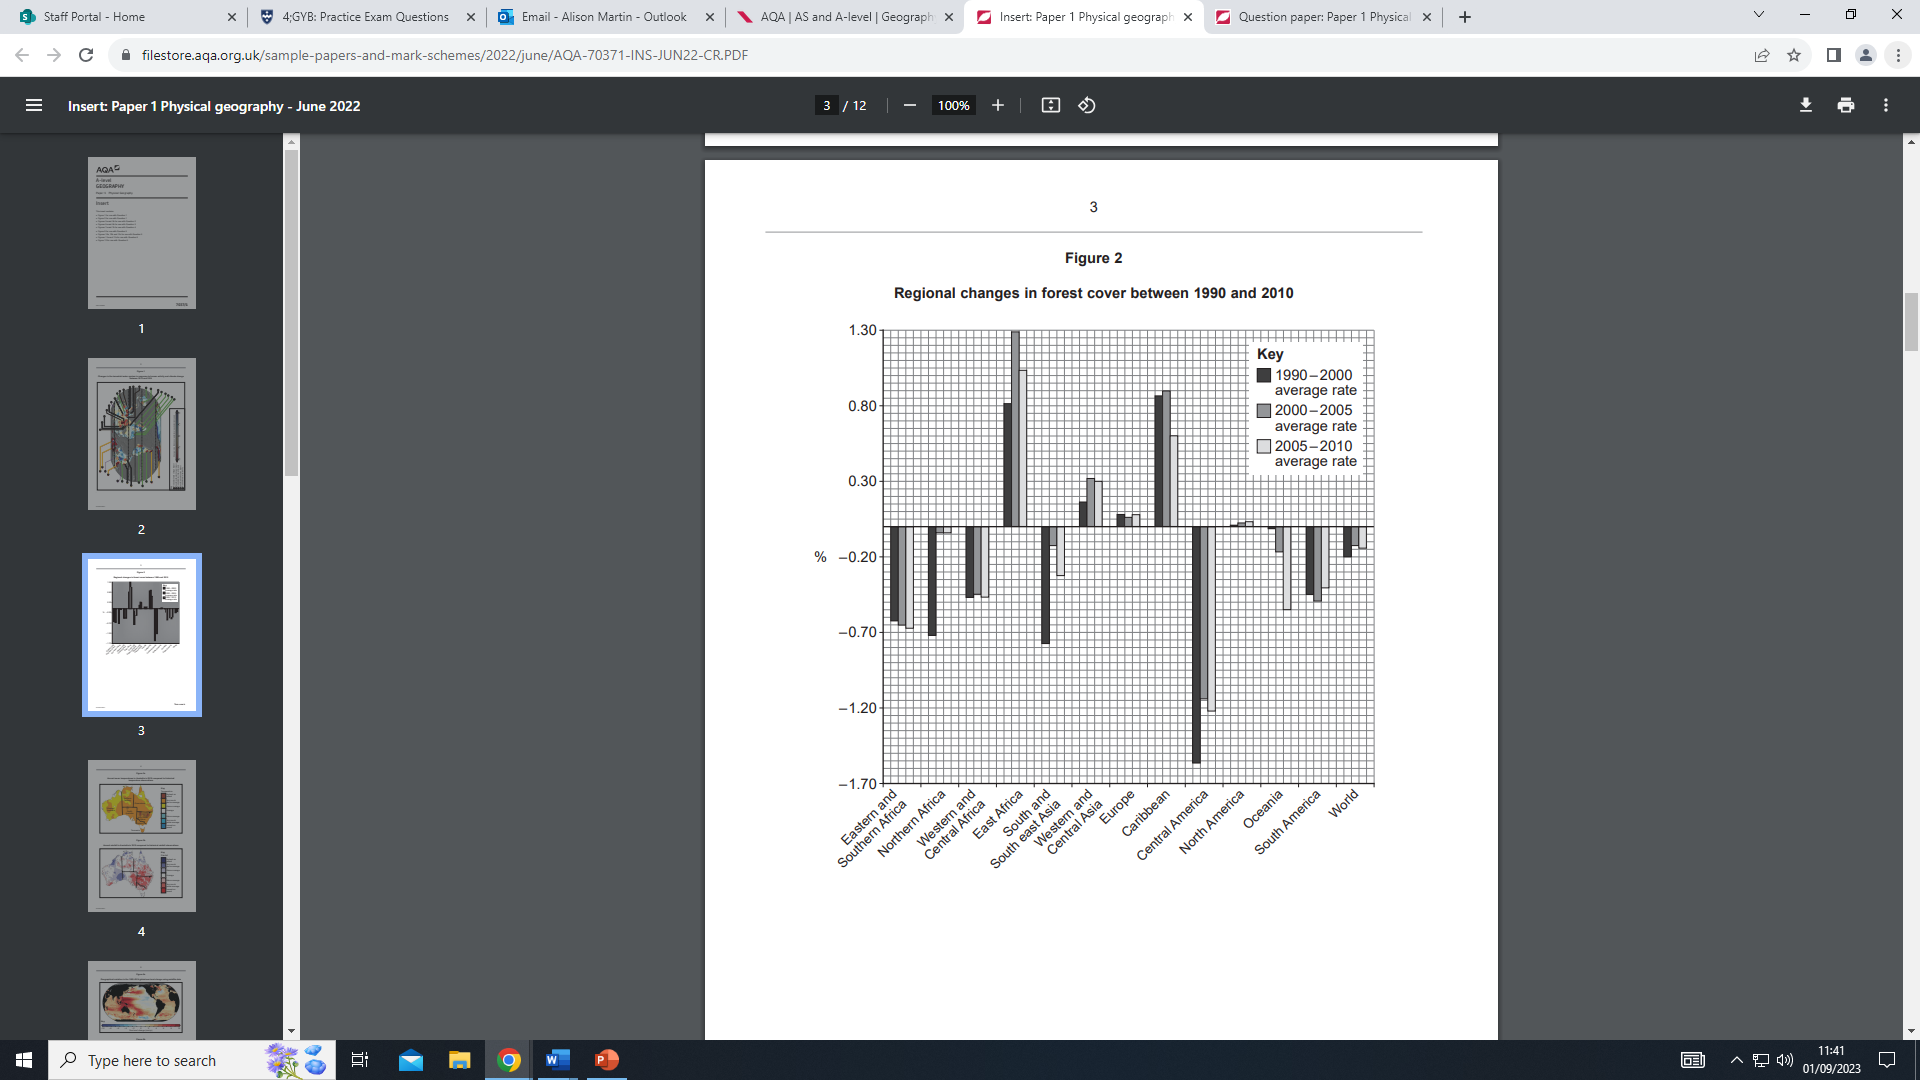 Staff Portal - Home
4;GYB: Practice Exam Questions
Email - Alison Martin - Outlook
AQA | AS and A-level | Geograph
Insert: Paper 1 Physical geograph
Question paper: Paper 1 Physical
filestore.aqa.org.uk/sample-papers-and-mark-schemes/2022/june/AQA-70371-INS-JUN22-CR.PDF
Insert: Paper 1 Physical geography - June 2022
3 / 12
100%
AQA
A-level
GEOGRAPHY
Insert
1
2
3
4
3
Figure 2
Regional changes in forest cover between 1990 and 2010
Key
1990–2000
average rate
2000–2005
average rate
2005–2010
average rate
1.30
0.80
0.30
% –0.20
–0.70
–1.20
–1.70
Eastern and
Southern Africa
Northern Africa
Western and
Central Africa
East Africa
South and
South east Asia
Western and
Central Asia
Europe
Caribbean
Central America
North America
Oceania
South America
World
Type here to search
11:41
01/09/2023